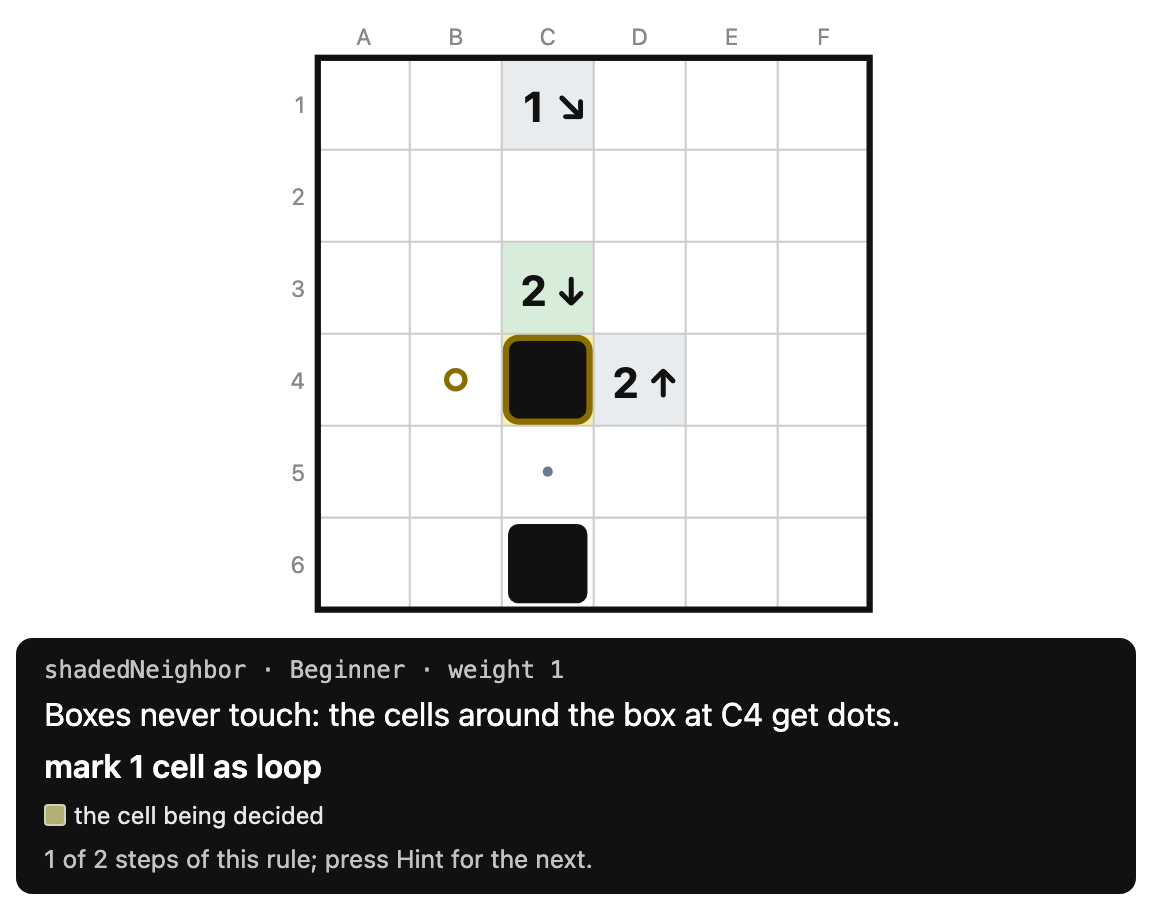 A B C D E F
1 1 ↘
2
3 2 ↓
4 2 ↑
5
6
shadedNeighbor · Beginner · weight 1
Boxes never touch: the cells around the box at C4 get dots.
mark 1 cell as loop
the cell being decided
1 of 2 steps of this rule; press Hint for the next.